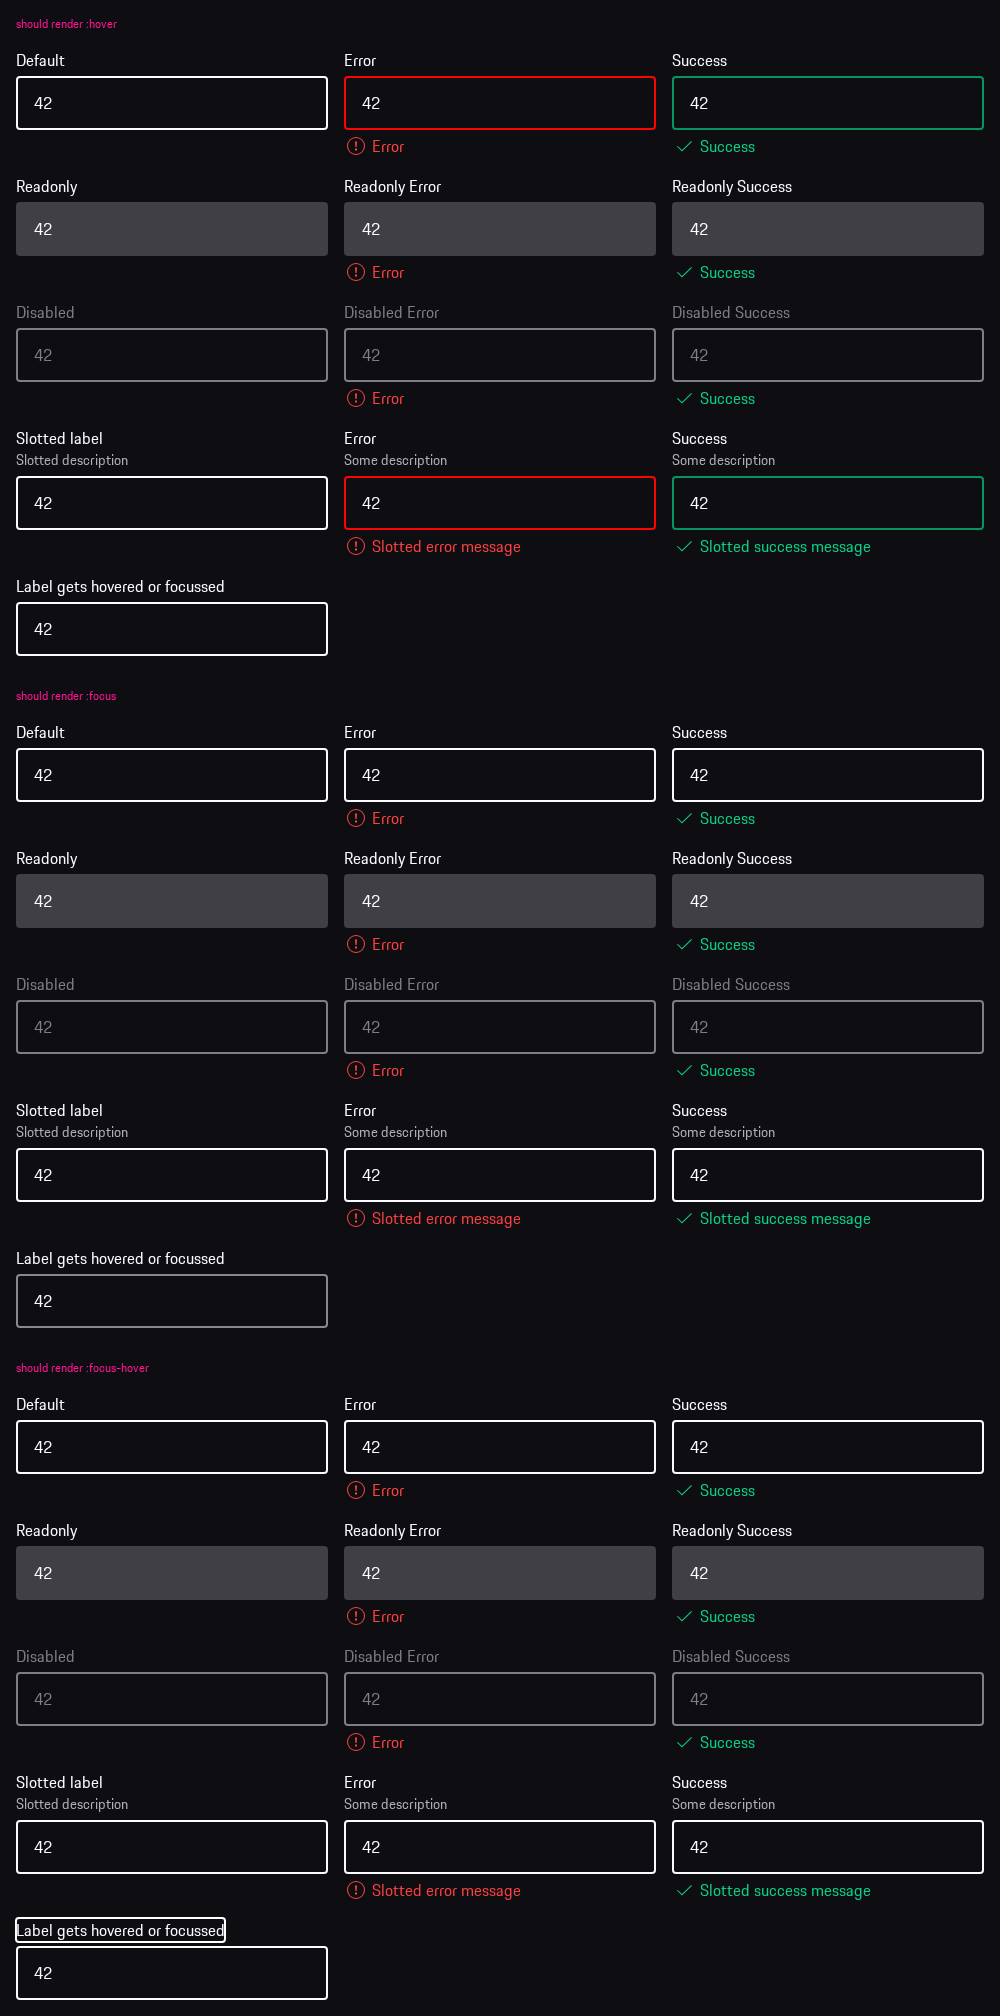 should render :hover
Default Error Success
42 42 42
Error Success
Readonly Readonly Error Readonly Success
42 42 42
Error Success
Disabled Disabled Error Disabled Success
42 42 42
Error Success
Slotted label Error Success
Slotted description Some description Some description
42 42 42
Slotted error message Slotted success message
Label gets hovered or focussed
42
should render :focus
Default Error Success
42 42 42
Error Success
Readonly Readonly Error Readonly Success
42 42 42
Error Success
Disabled Disabled Error Disabled Success
42 42 42
Error Success
Slotted label Error Success
Slotted description Some description Some description
42 42 42
Slotted error message Slotted success message
Label gets hovered or focussed
42
should render :focus-hover
Default Error Success
42 42 42
Error Success
Readonly Readonly Error Readonly Success
42 42 42
Error Success
Disabled Disabled Error Disabled Success
42 42 42
Error Success
Slotted label Error Success
Slotted description Some description Some description
42 42 42
Slotted error message Slotted success message
Label gets hovered or focussed
42